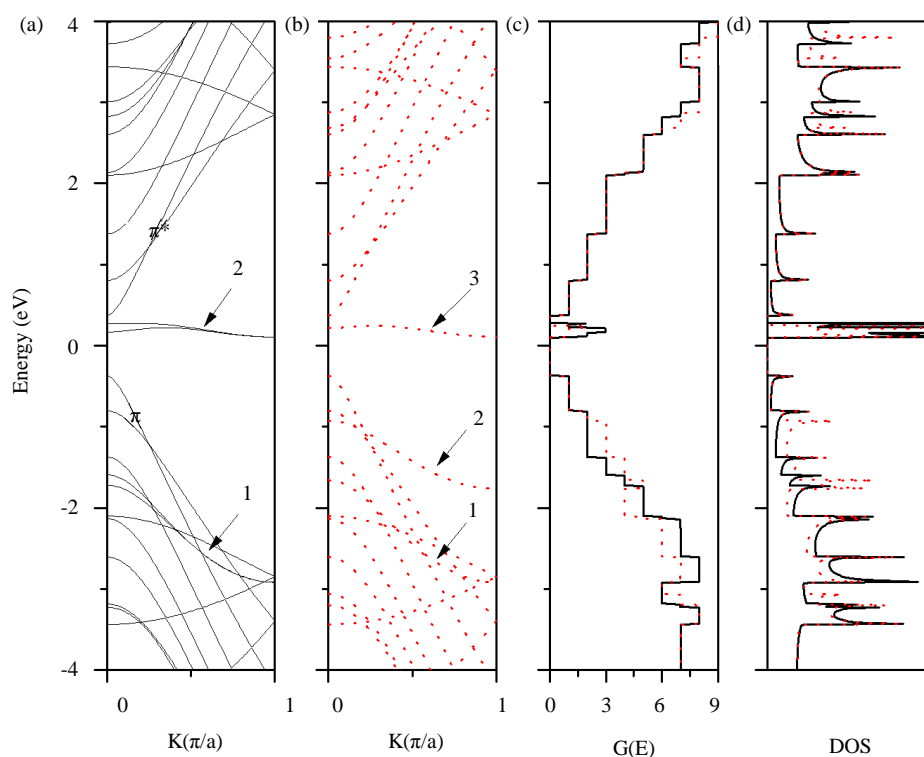 (a) (b) (c) (d)
4
2
0
-2
-4
Energy (eV)
π*
2
π
1
3
2
1
0 1
0 1
0 3 6 9
K(π/a) K(π/a) G(E) DOS